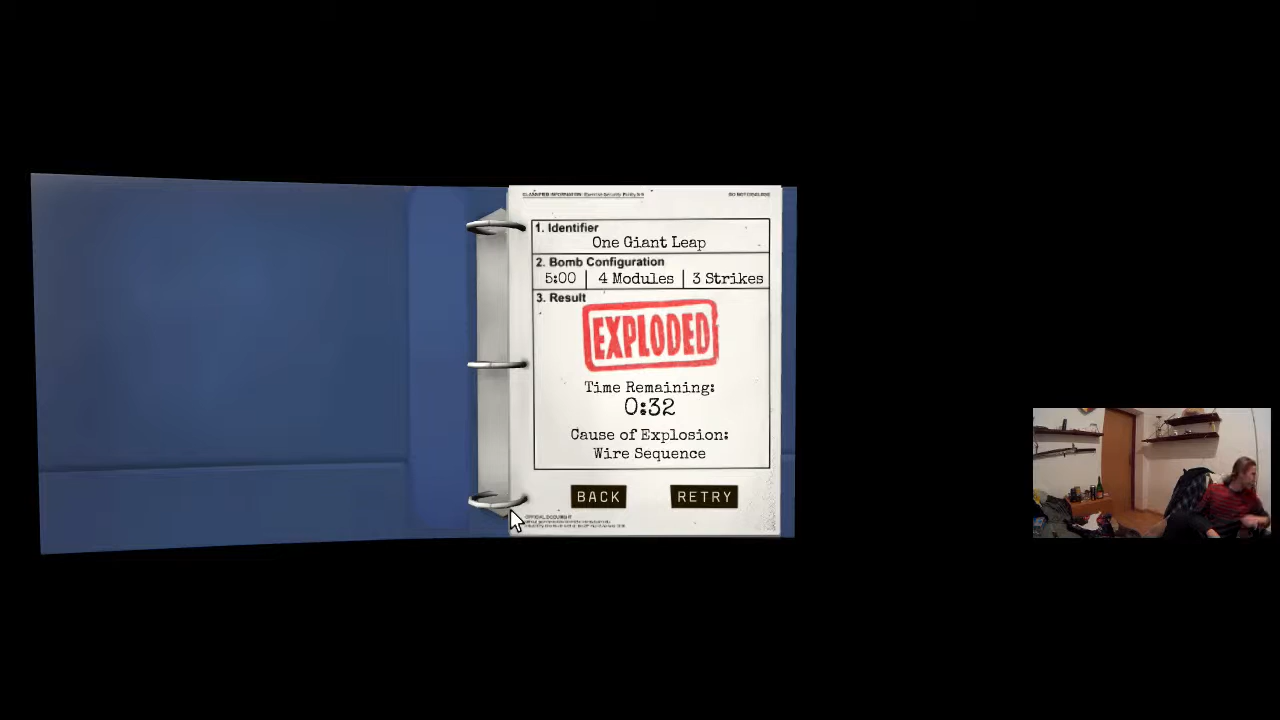 1. Identifier
One Giant Leap
2. Bomb Configuration
5:00 4 Modules 3 Strikes
3. Result
EXPLODED
Time Remaining:
0:32
Cause of Explosion:
Wire Sequence
BACK RETRY